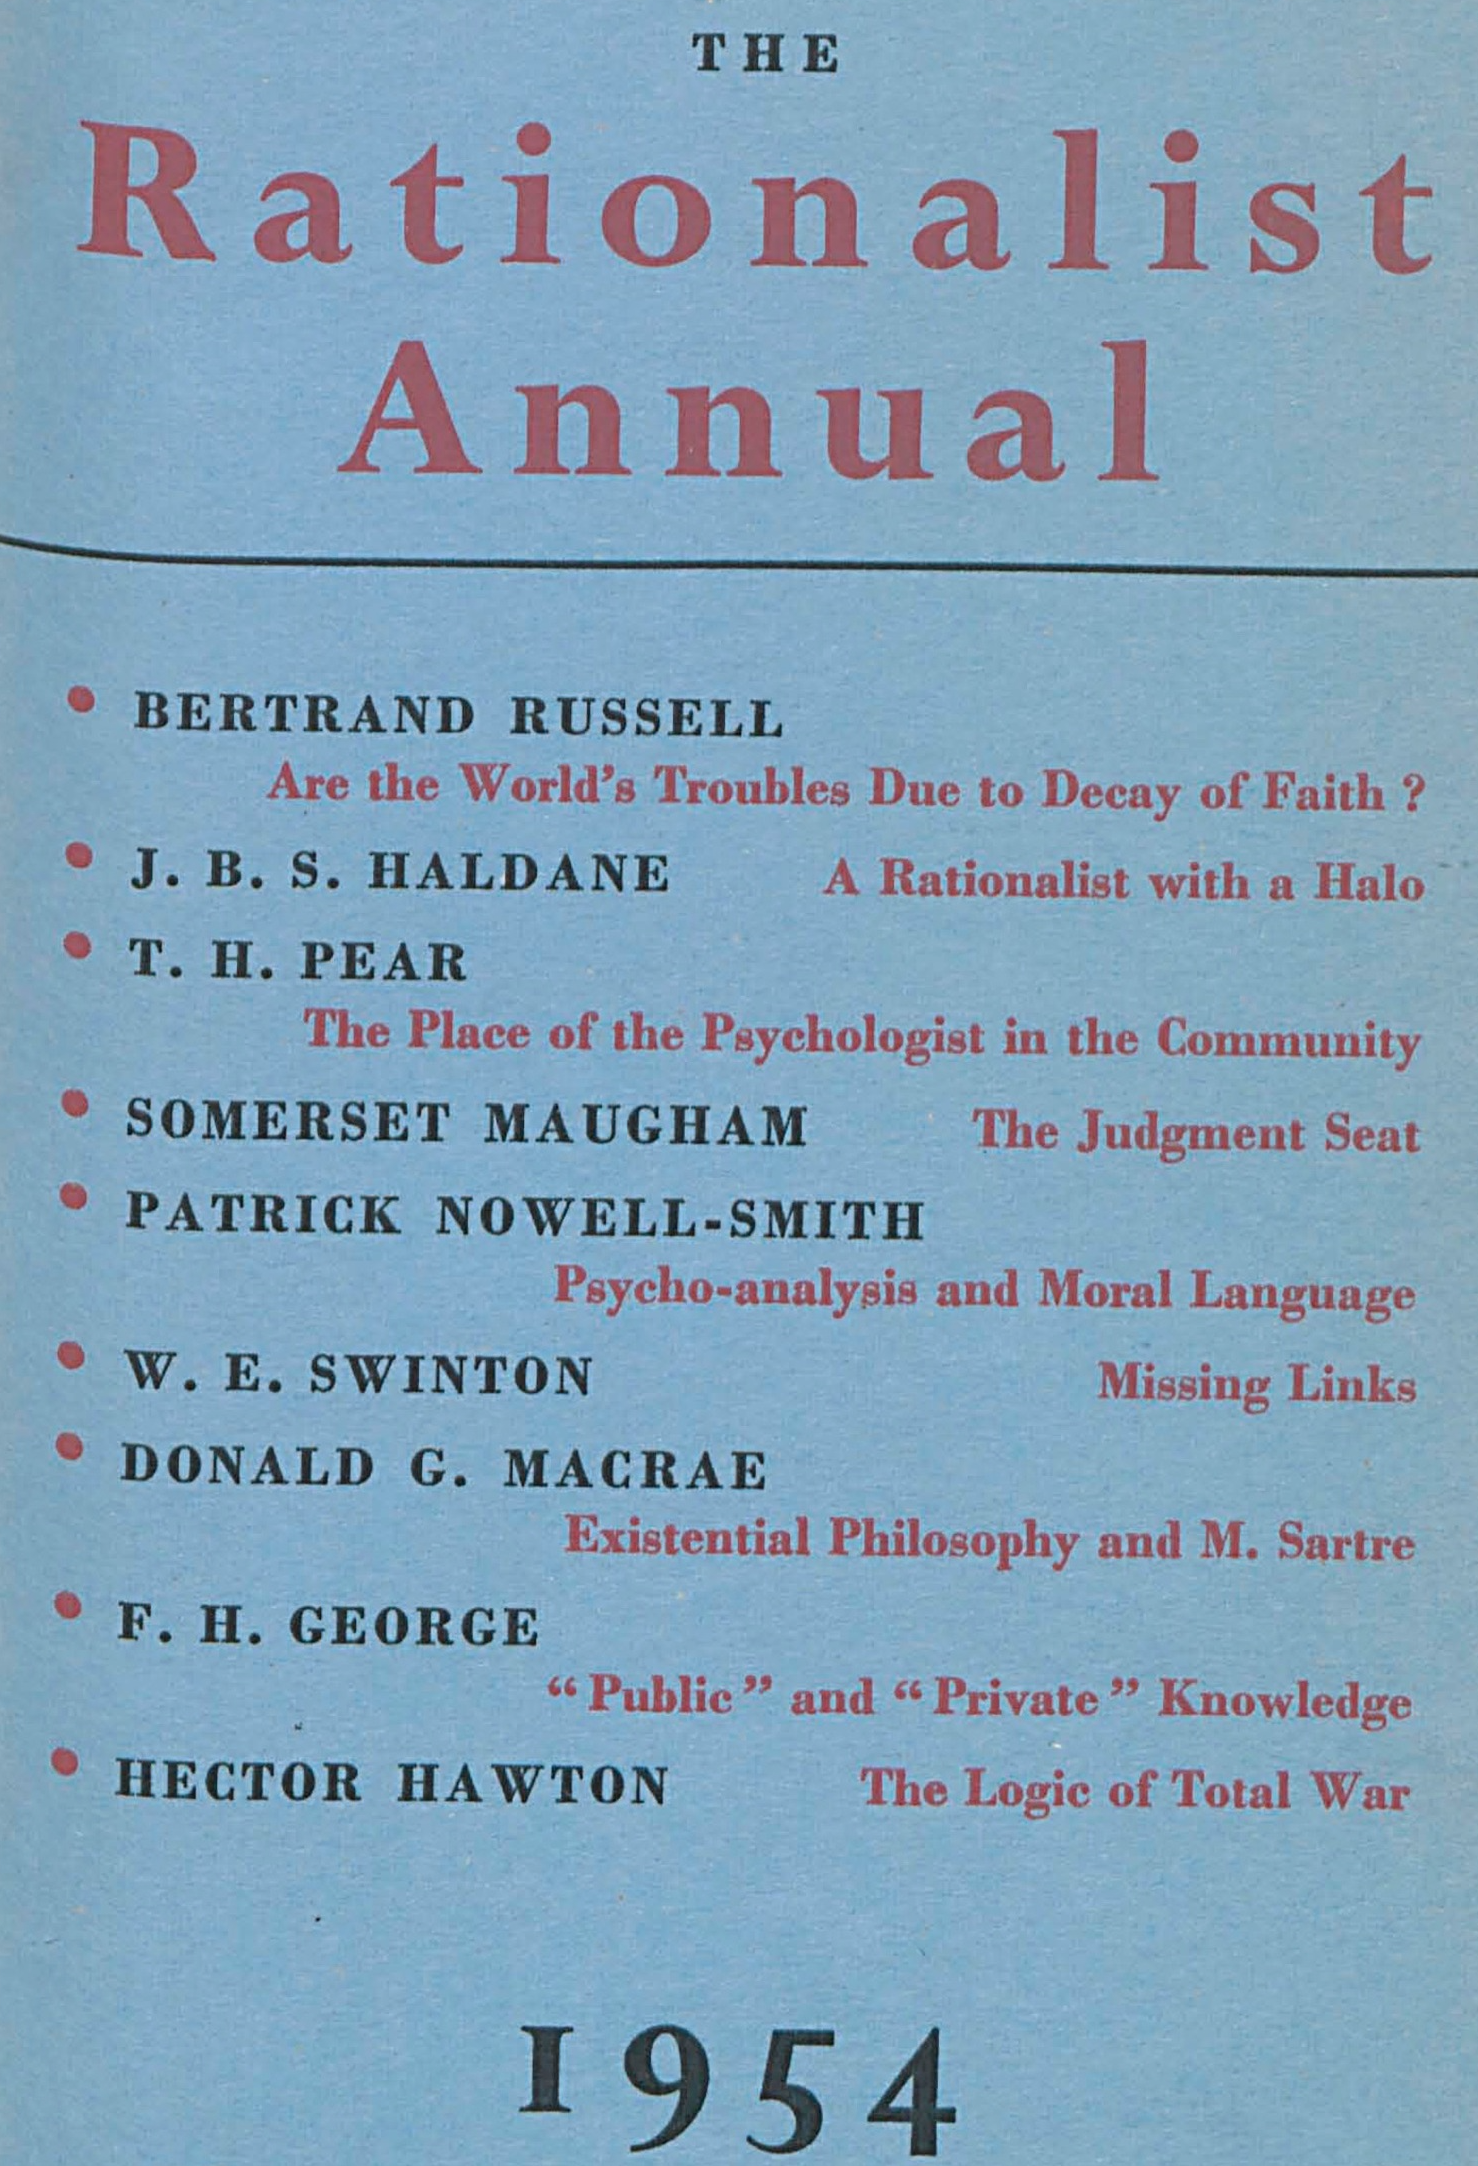 THE
Rationalist
Annual
• BERTRAND RUSSELL
Are the World's Troubles Due to Decay of Faith ?
• J. B. S. HALDANE A Rationalist with a Halo
• T. H. PEAR
The Place of the Psychologist in the Community
• SOMERSET MAUGHAM The Judgment Seat
• PATRICK NOWELL-SMITH
Psycho-analysis and Moral Language
• W. E. SWINTON Missing Links
• DONALD G. MACRAE
Existential Philosophy and M. Sartre
• F. H. GEORGE
“ Public ” and “ Private ” Knowledge
• HECTOR HAWTON The Logic of Total War
1954